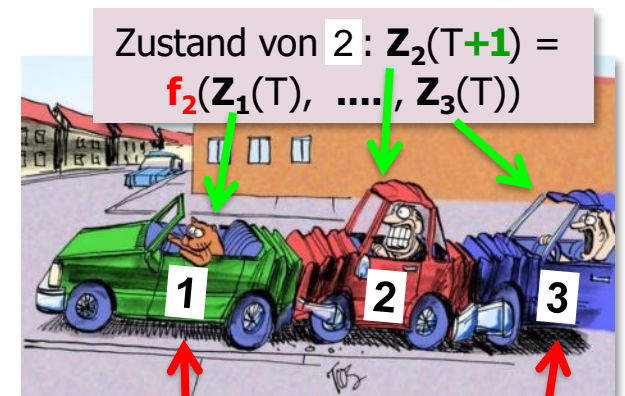 Zustand von 2: Z₂(T+1) =
f₂(Z₁(T), ...., Z₃(T))
1
2
3